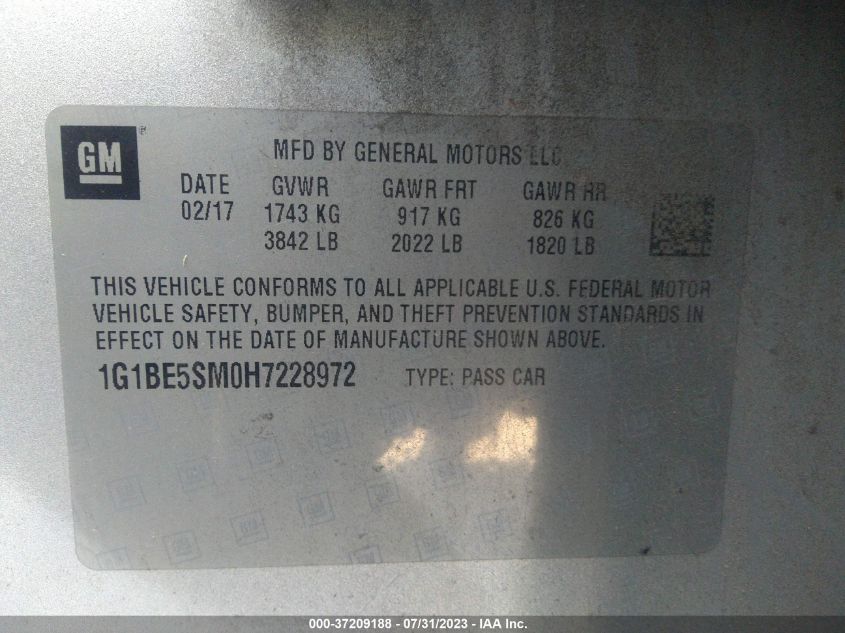 GM ®
MFD BY GENERAL MOTORS LLC
DATE GVWR GAWR FRT GAWR RR
02/17 1743 KG 917 KG 826 KG
3842 LB 2022 LB 1820 LB
THIS VEHICLE CONFORMS TO ALL APPLICABLE U.S. FEDERAL MOTOR
VEHICLE SAFETY, BUMPER, AND THEFT PREVENTION STANDARDS IN
EFFECT ON THE DATE OF MANUFACTURE SHOWN ABOVE.
1G1BE5SM0H7228972 TYPE: PASS CAR
000-37209188 - 07/31/2023 - IAA Inc.